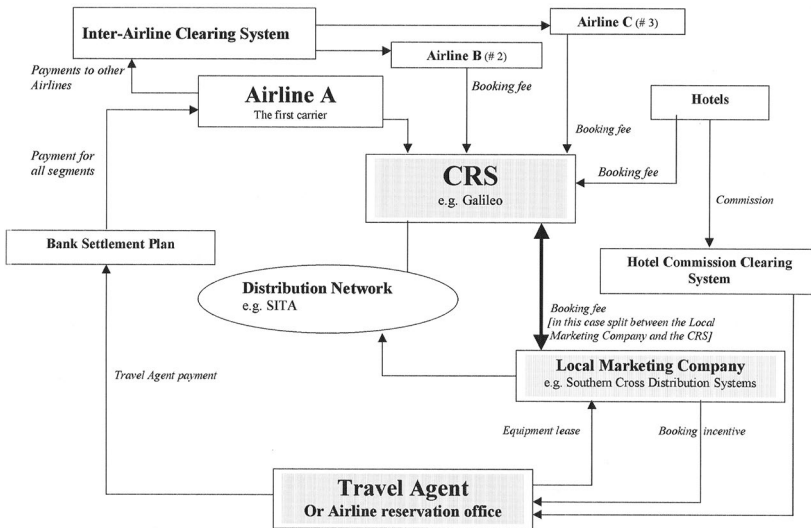 Inter-Airline Clearing System
Airline C (# 3)
Airline B (# 2)
Payments to other
Airlines
Airline A
The first carrier
Booking fee
Hotels
Booking fee
Payment for
all segments
CRS
e.g. Galileo
Booking fee
Commission
Bank Settlement Plan
Hotel Commission Clearing
System
Distribution Network
e.g. SITA
Booking fee
[in this case split between the Local
Marketing Company and the CRS]
Local Marketing Company
e.g. Southern Cross Distribution Systems
Travel Agent payment
Equipment lease
Booking incentive
Travel Agent
Or Airline reservation office